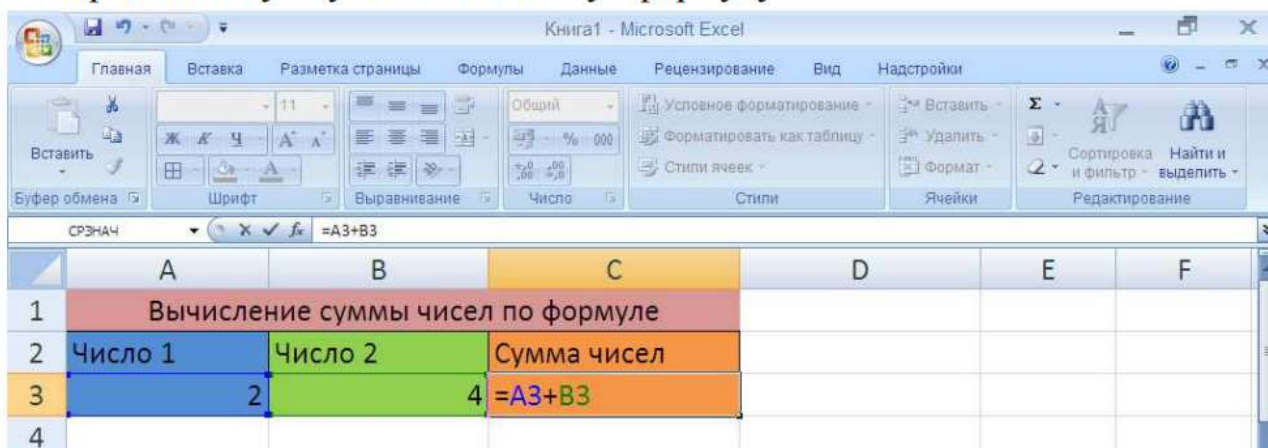 Книга1 - Microsoft Excel
Главная Вставка Разметка страницы Формулы Данные Рецензирование Вид Надстройки
11 Общий Условное форматирование Вставить Σ
Вставить Ж К Ч % 000 Форматировать как таблицу Удалить Сортировка и фильтр Найти и выделить
Стили ячеек Формат
Буфер обмена Шрифт Выравнивание Число Стили Ячейки Редактирование
СРЗНАЧ fx =A3+B3
A B C D E F
1 Вычисление суммы чисел по формуле
2 Число 1 Число 2 Сумма чисел
3 2 4 =A3+B3
4